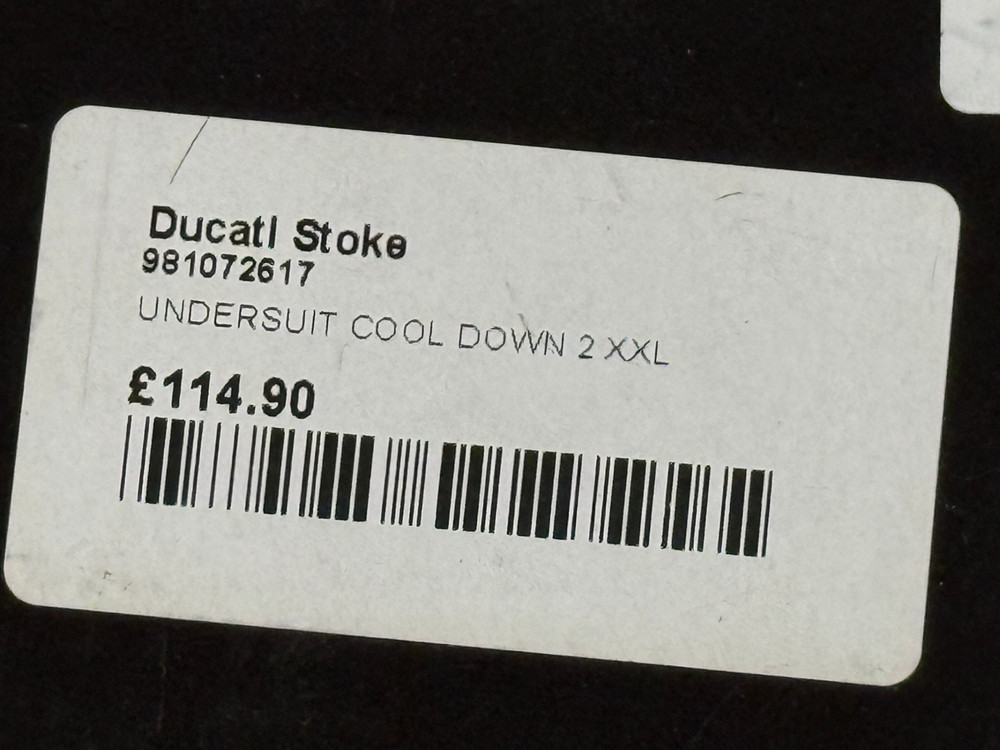 Ducati Stoke
981072617
UNDERSUIT COOL DOWN 2 XXL
£114.90